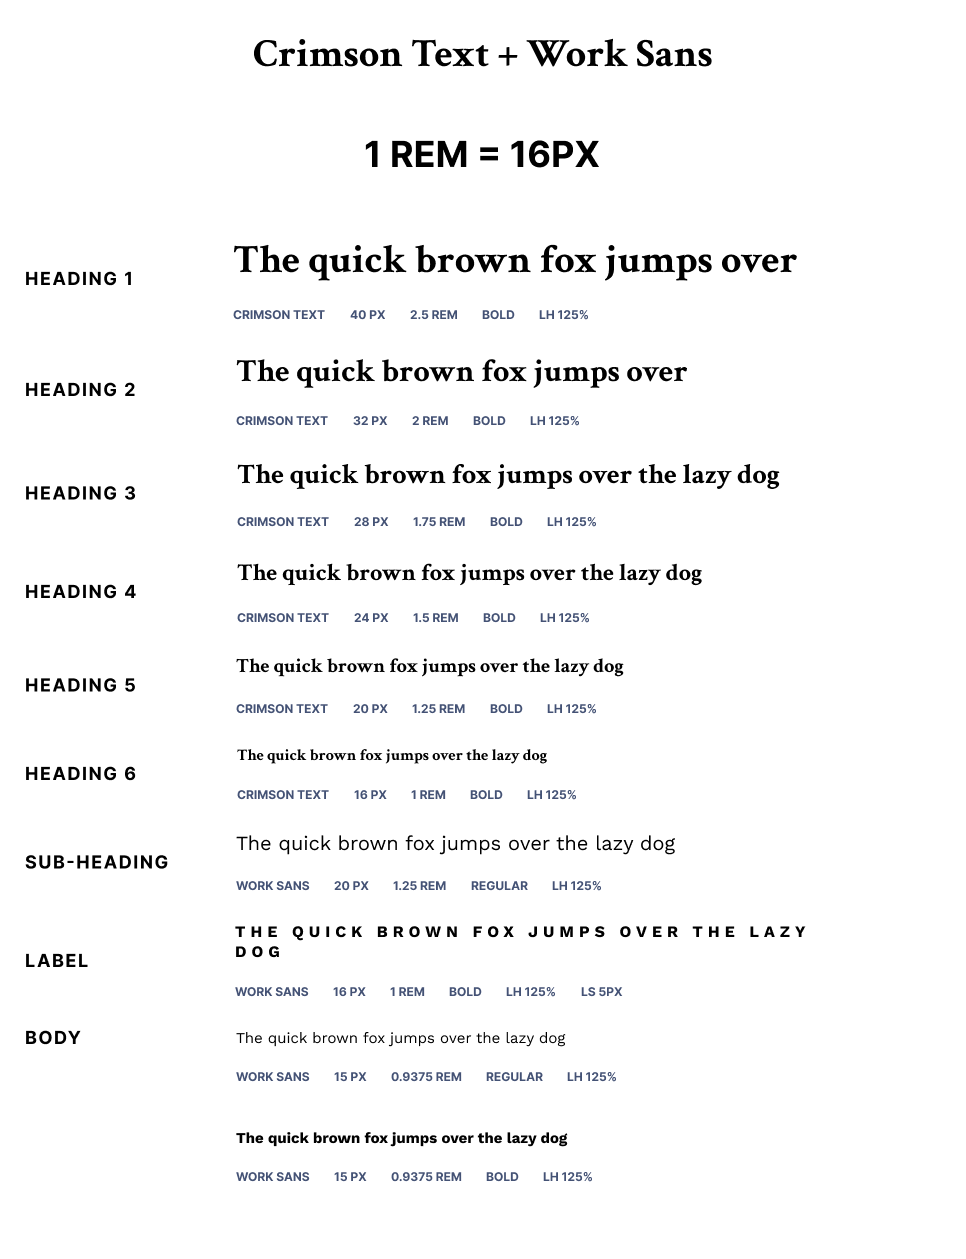 Crimson Text + Work Sans
1 REM = 16PX
HEADING 1
The quick brown fox jumps over
CRIMSON TEXT 40 PX 2.5 REM BOLD LH 125%
HEADING 2
The quick brown fox jumps over
CRIMSON TEXT 32 PX 2 REM BOLD LH 125%
HEADING 3
The quick brown fox jumps over the lazy dog
CRIMSON TEXT 28 PX 1.75 REM BOLD LH 125%
HEADING 4
The quick brown fox jumps over the lazy dog
CRIMSON TEXT 24 PX 1.5 REM BOLD LH 125%
HEADING 5
The quick brown fox jumps over the lazy dog
CRIMSON TEXT 20 PX 1.25 REM BOLD LH 125%
HEADING 6
The quick brown fox jumps over the lazy dog
CRIMSON TEXT 16 PX 1 REM BOLD LH 125%
SUB-HEADING
The quick brown fox jumps over the lazy dog
WORK SANS 20 PX 1.25 REM REGULAR LH 125%
LABEL
THE QUICK BROWN FOX JUMPS OVER THE LAZY
DOG
WORK SANS 16 PX 1 REM BOLD LH 125% LS 5PX
BODY
The quick brown fox jumps over the lazy dog
WORK SANS 15 PX 0.9375 REM REGULAR LH 125%
The quick brown fox jumps over the lazy dog
WORK SANS 15 PX 0.9375 REM BOLD LH 125%